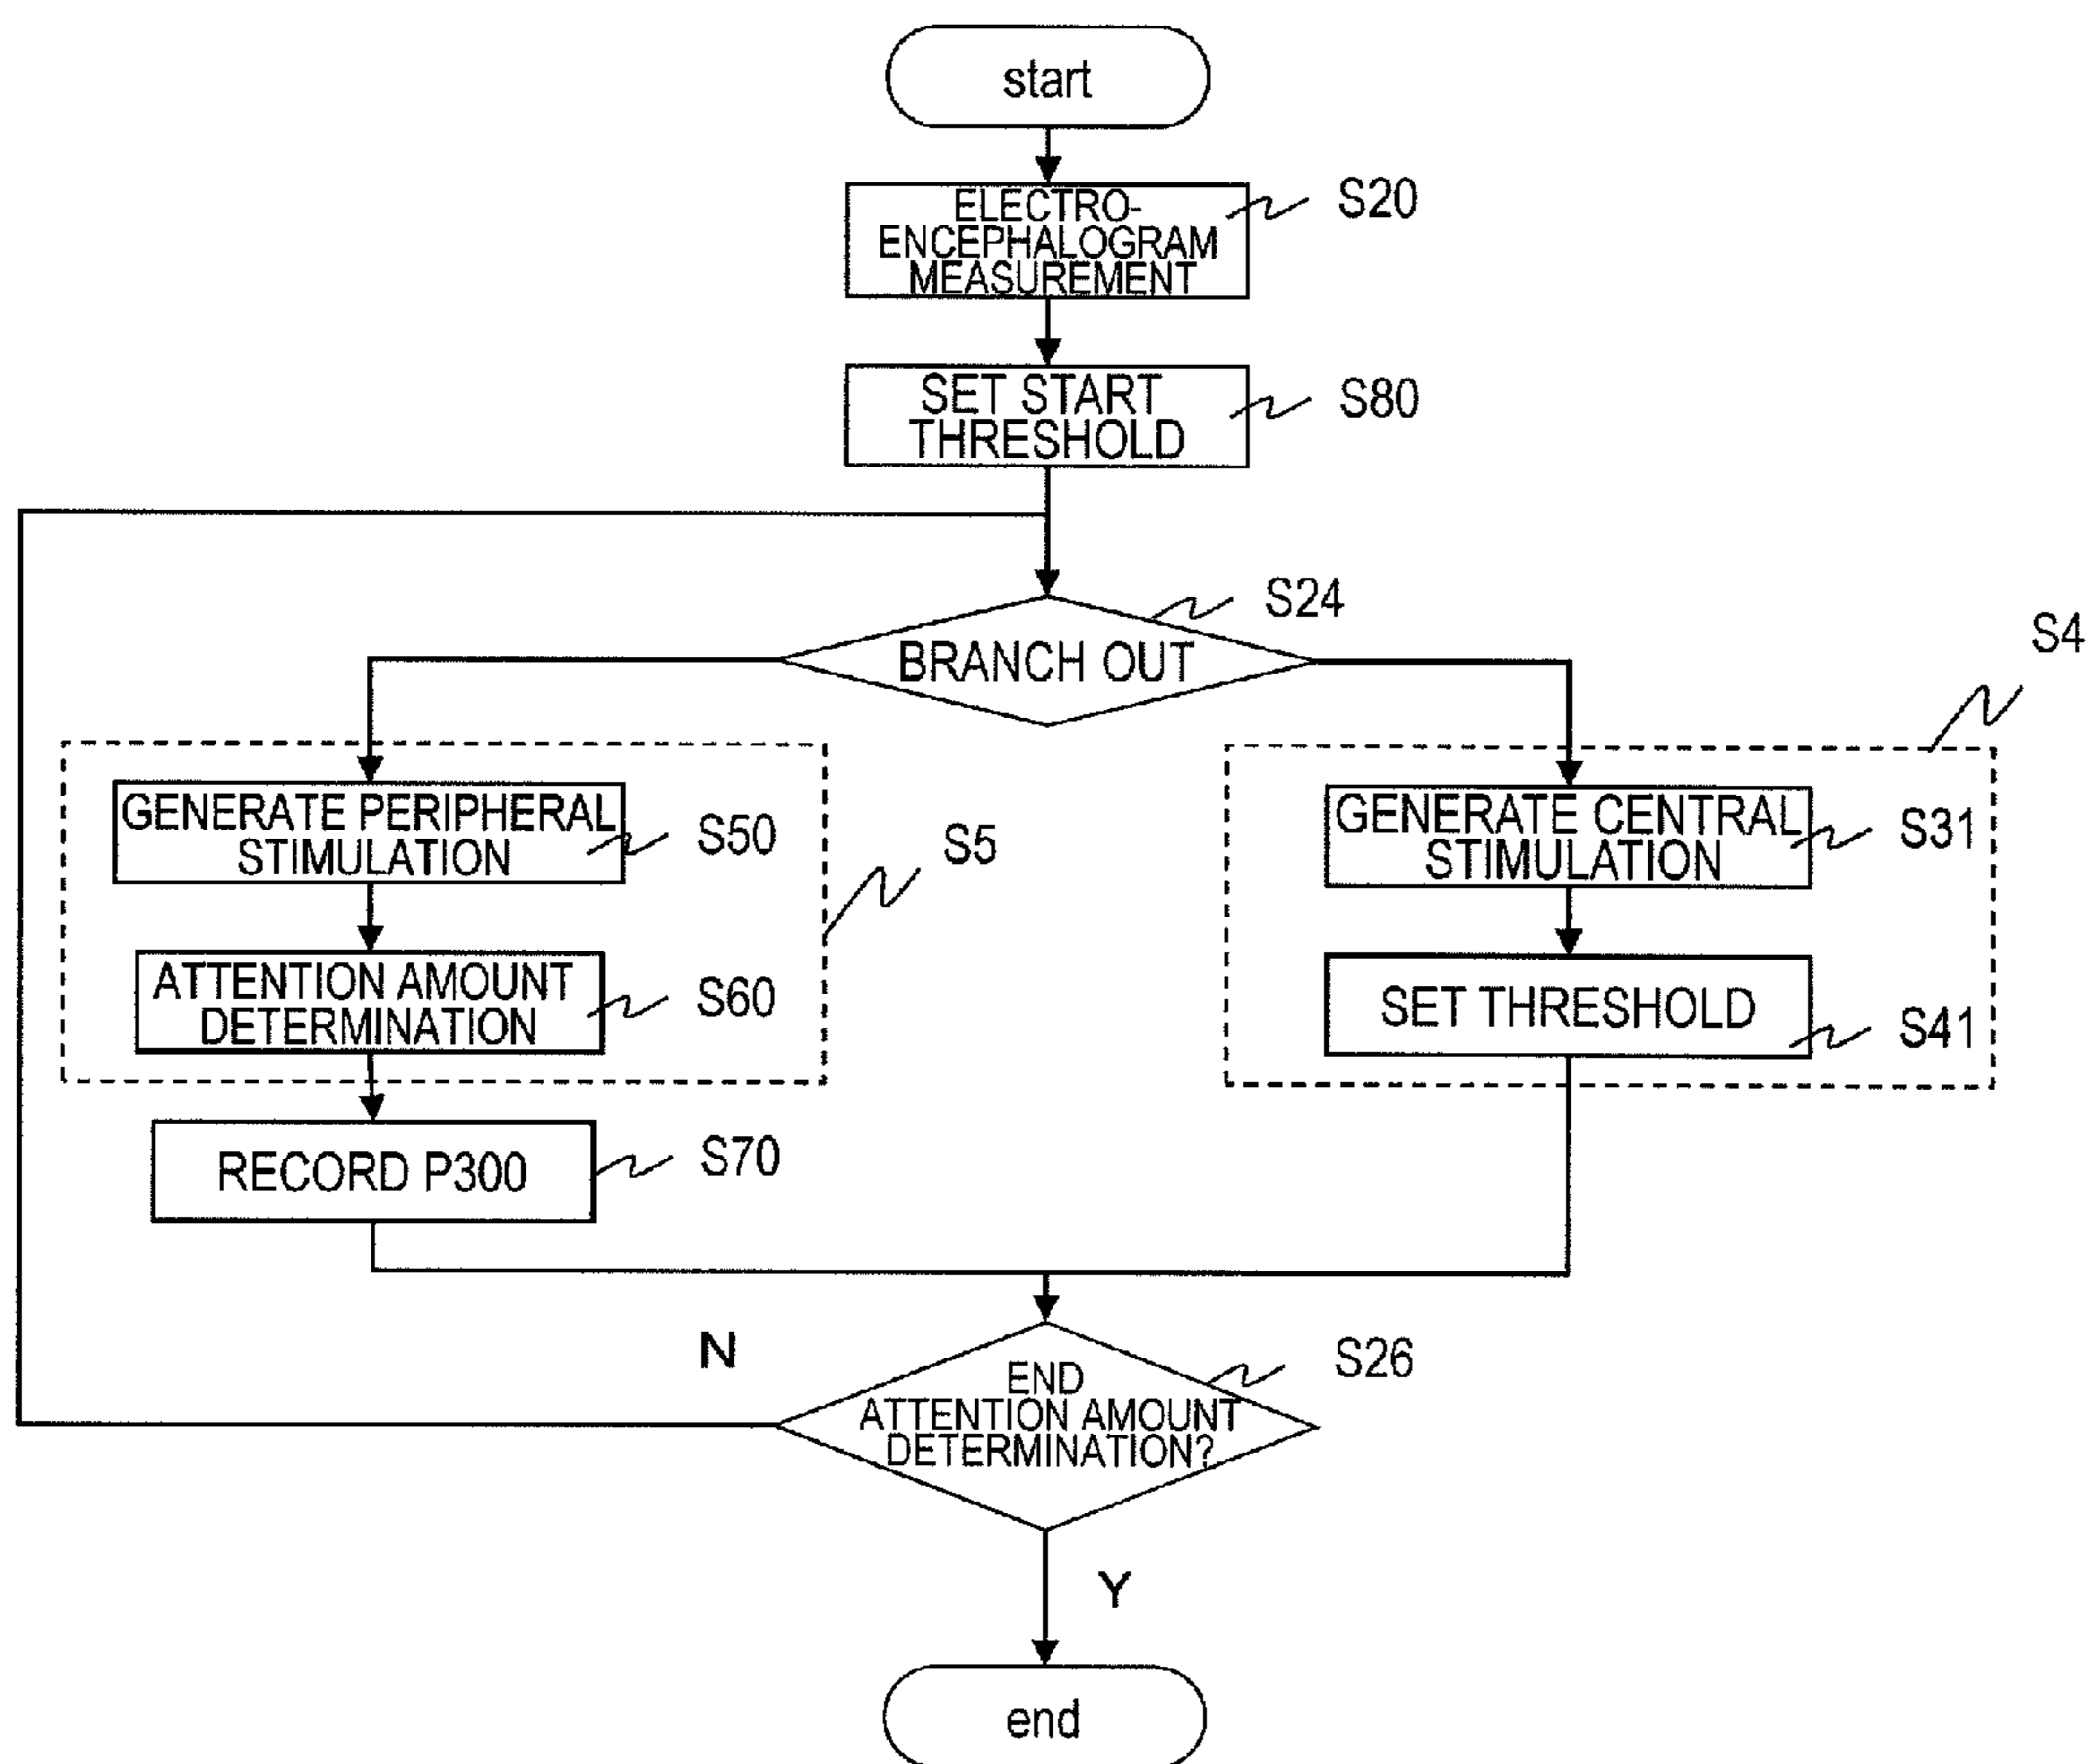 start
ELECTRO-
ENCEPHALOGRAM
MEASUREMENT
S20
SET START
THRESHOLD
S80
BRANCH OUT
S24
S4
GENERATE PERIPHERAL
STIMULATION
S50
S5
GENERATE CENTRAL
STIMULATION
S31
ATTENTION AMOUNT
DETERMINATION
S60
SET THRESHOLD
S41
RECORD P300
S70
N
END
ATTENTION AMOUNT
DETERMINATION?
S26
Y
end